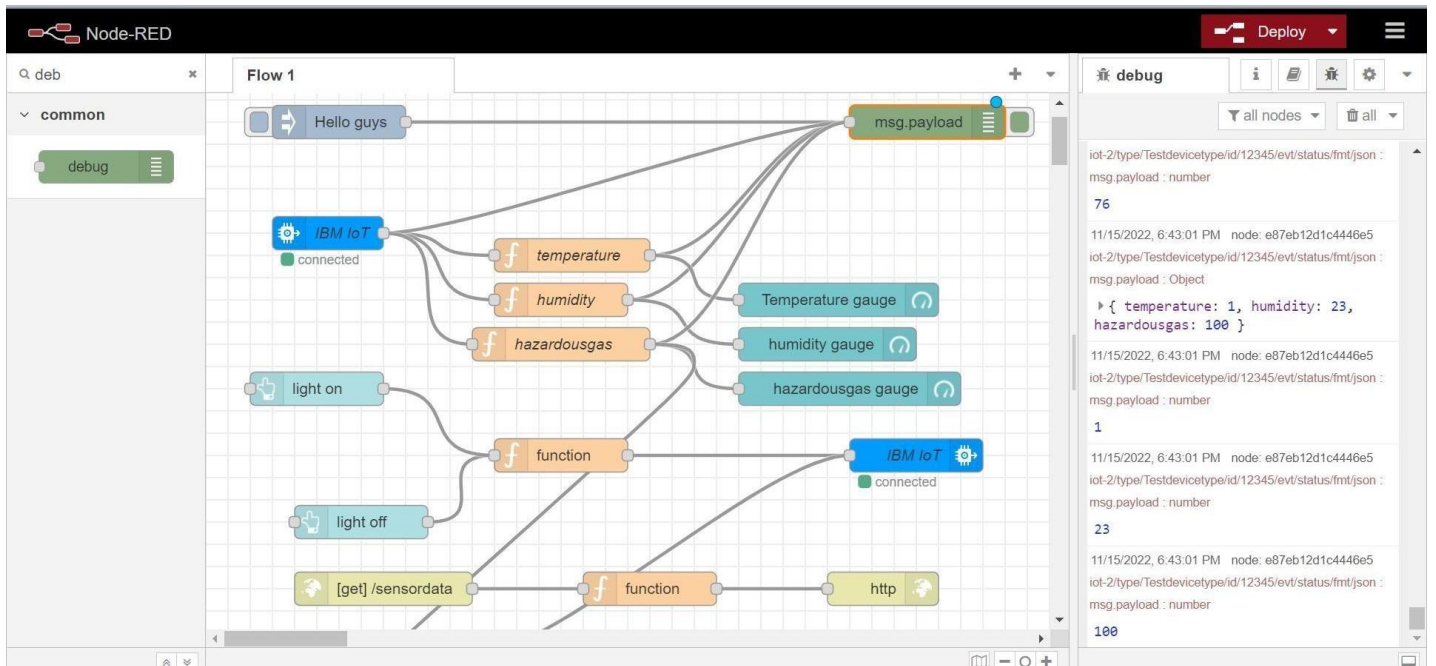 Node-RED
Deploy
deb
common
debug
Flow 1
Hello guys
msg.payload
IBM IoT
connected
temperature
humidity
hazardousgas
Temperature gauge
humidity gauge
hazardousgas gauge
light on
function
IBM IoT
connected
light off
[get] /sensordata
function
http
debug
i
all nodes
all
iot-2/type/Testdevicetype/id/12345/evt/status/fmt/json :
msg.payload : number
76
11/15/2022, 6:43:01 PM node: e87eb12d1c4446e5
iot-2/type/Testdevicetype/id/12345/evt/status/fmt/json :
msg.payload : Object
{ temperature: 1, humidity: 23,
hazardousgas: 100 }
11/15/2022, 6:43:01 PM node: e87eb12d1c4446e5
iot-2/type/Testdevicetype/id/12345/evt/status/fmt/json :
msg.payload : number
1
11/15/2022, 6:43:01 PM node: e87eb12d1c4446e5
iot-2/type/Testdevicetype/id/12345/evt/status/fmt/json :
msg.payload : number
23
11/15/2022, 6:43:01 PM node: e87eb12d1c4446e5
iot-2/type/Testdevicetype/id/12345/evt/status/fmt/json :
msg.payload : number
100